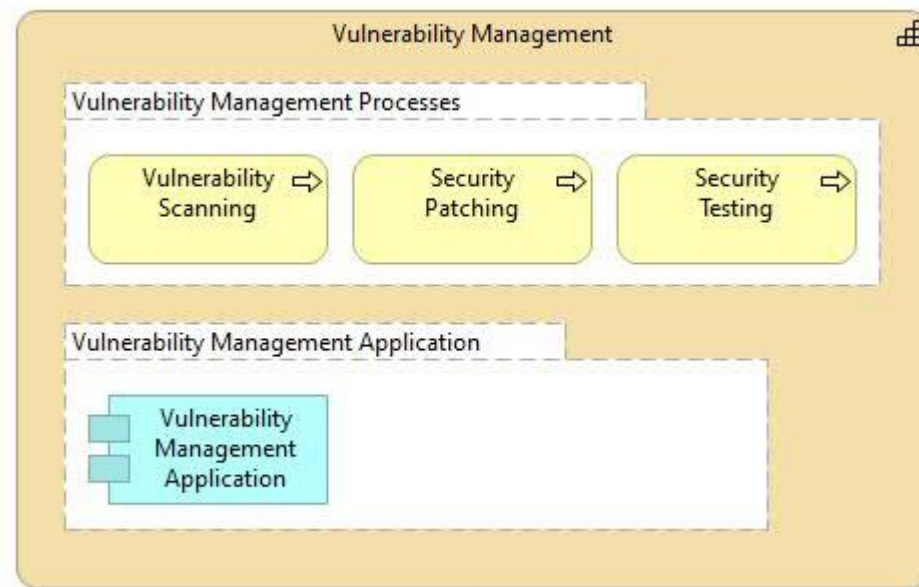 Vulnerability Management
Vulnerability Management Processes
Vulnerability
Scanning
Security
Patching
Security
Testing
Vulnerability Management Application
Vulnerability
Management
Application